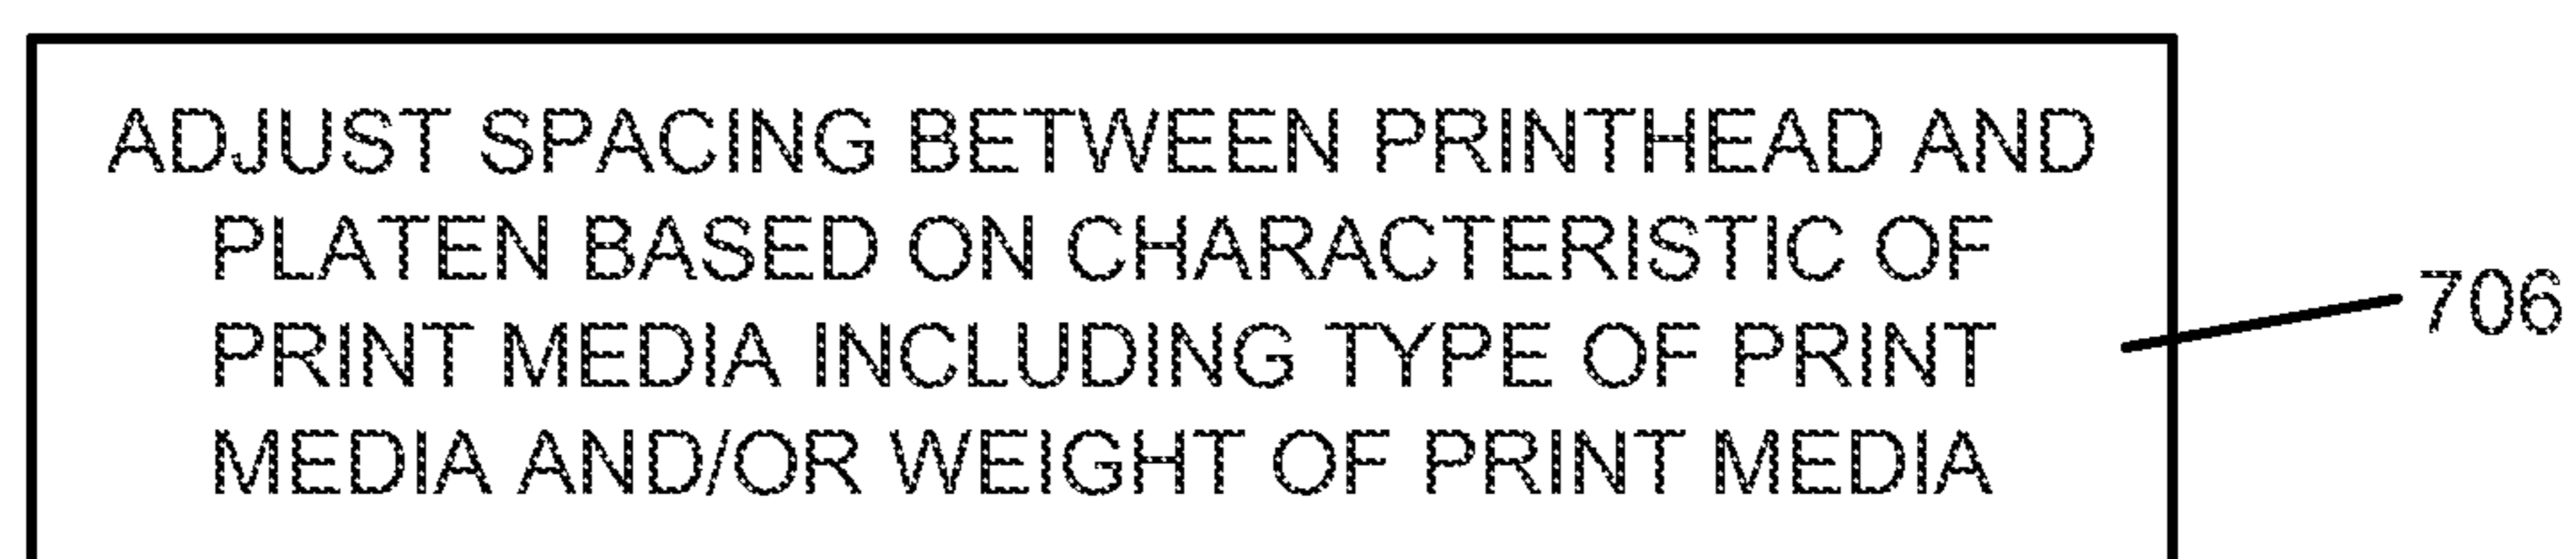 ADJUST SPACING BETWEEN PRINTHEAD AND
PLATEN BASED ON CHARACTERISTIC OF
PRINT MEDIA INCLUDING TYPE OF PRINT
MEDIA AND/OR WEIGHT OF PRINT MEDIA
706